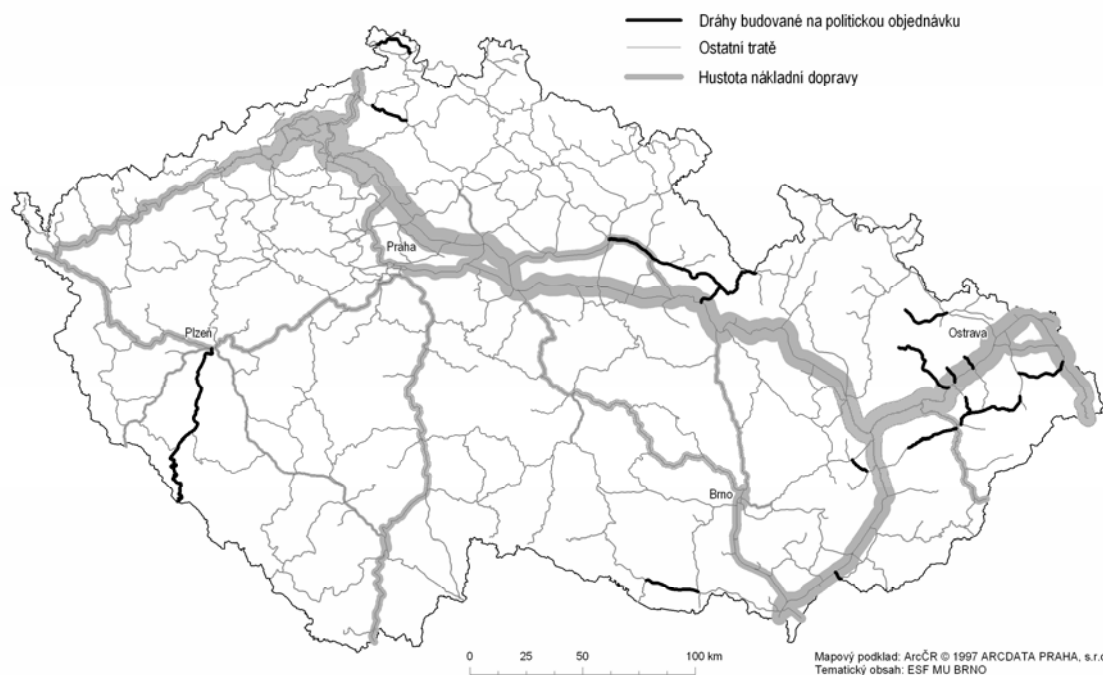 Dráhy budované na politickou objednávku
Ostatní tratě
Hustota nákladní dopravy
Praha
Plzeň
Ostrava
Brno
0 25 50 100 km
Mapový podklad: ArcČR © 1997 ARCDATA PRAHA, s.r.o
Tematický obsah: ESF MU BRNO